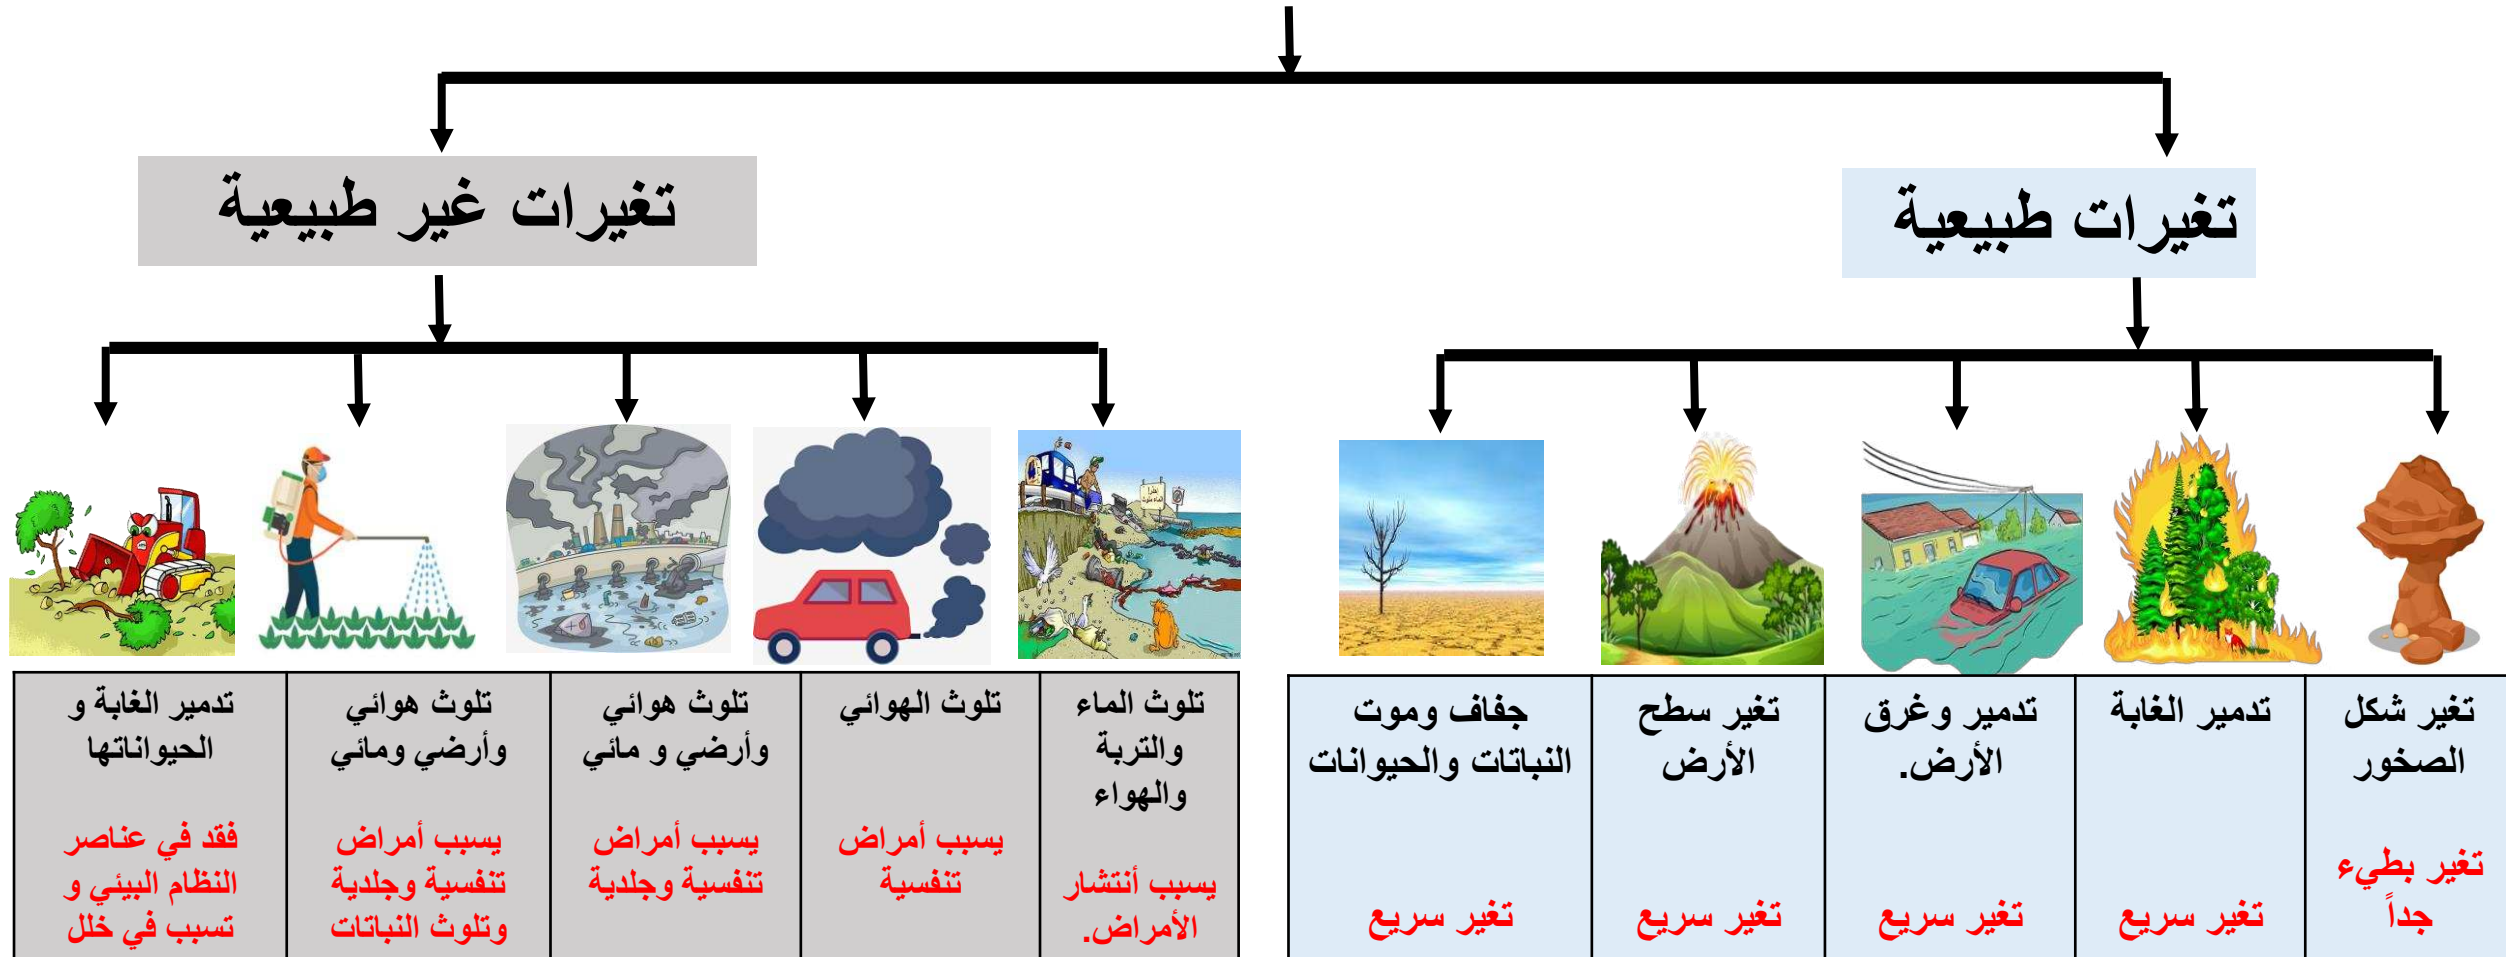 تغيرات طبيعية
تغيرات غير طبيعية
تغير شكل
الصخور
تغير بطيء
جداً
تدمير الغابة
تغير سريع
تدمير وغرق
الأرض.
تغير سريع
تغير سطح
الأرض
تغير سريع
جفاف وموت
النباتات والحيوانات
تغير سريع
تلوث الماء
والتربة
والهواء
يسبب أنتشار
الأمراض.
تلوث الهوائي
يسبب أمراض
تنفسية
تلوث هوائي
وأرضي و مائي
يسبب أمراض
تنفسية وجلدية
تلوث هوائي
وأرضي ومائي
يسبب أمراض
تنفسية وجلدية
وتلوث النباتات
تدمير الغابة و
الحيواناتها
فقد في عناصر
النظام البيئي و
تسبب في خلل